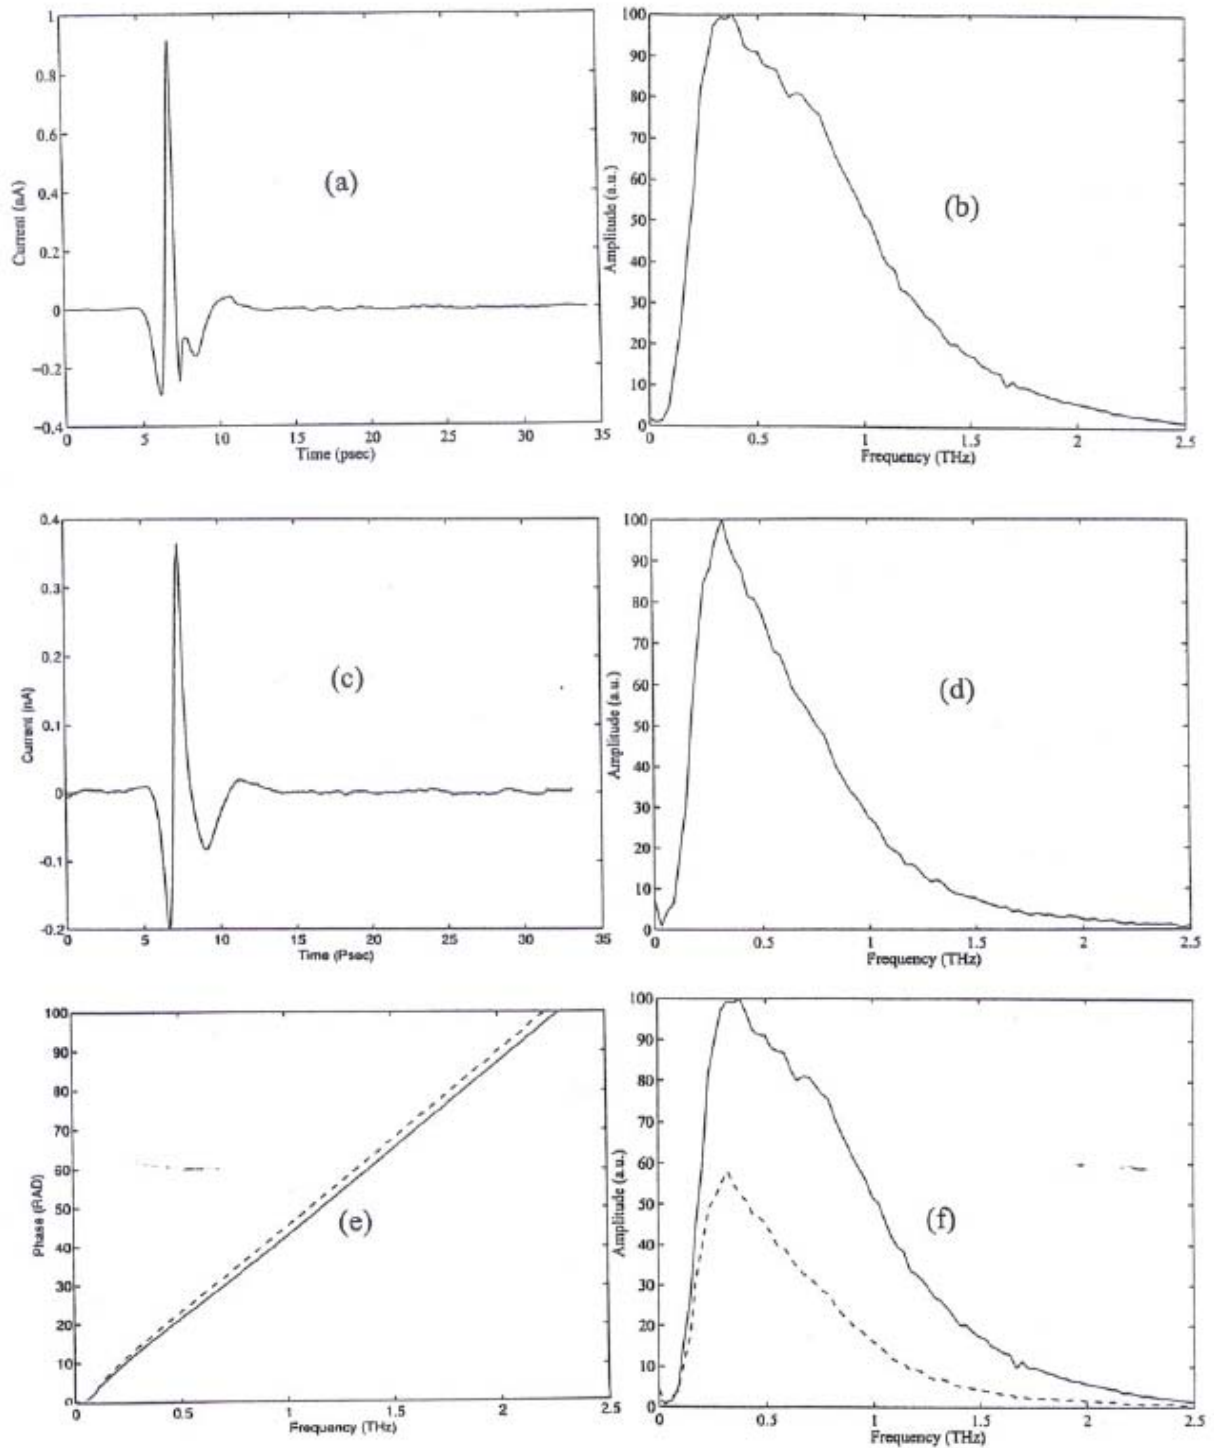 1
0.8
0.6
0.4
0.2
0
−0.2
−0.4
Current (nA)
(a)
0 5 10 15 20 25 30 35
Time (psec)
100
90
80
70
60
50
40
30
20
10
0
Amplitude (a.u.)
(b)
0 0.5 1 1.5 2 2.5
Frequency (THz)
0.4
0.3
0.2
0.1
0
-0.1
-0.2
Current (nA)
(c)
0 5 10 15 20 25 30 35
Time (Psec)
100
90
80
70
60
50
40
30
20
10
0
Amplitude (a.u.)
(d)
0 0.5 1 1.5 2 2.5
Frequency (THz)
100
90
80
70
60
50
40
30
20
10
0
Phase (RAD)
(e)
0.5 1 1.5 2 2.5
Frequency (THz)
100
90
80
70
60
50
40
30
20
10
0
Amplitude (a.u.)
(f)
0 0.5 1 1.5 2 2.5
Frequency (THz)